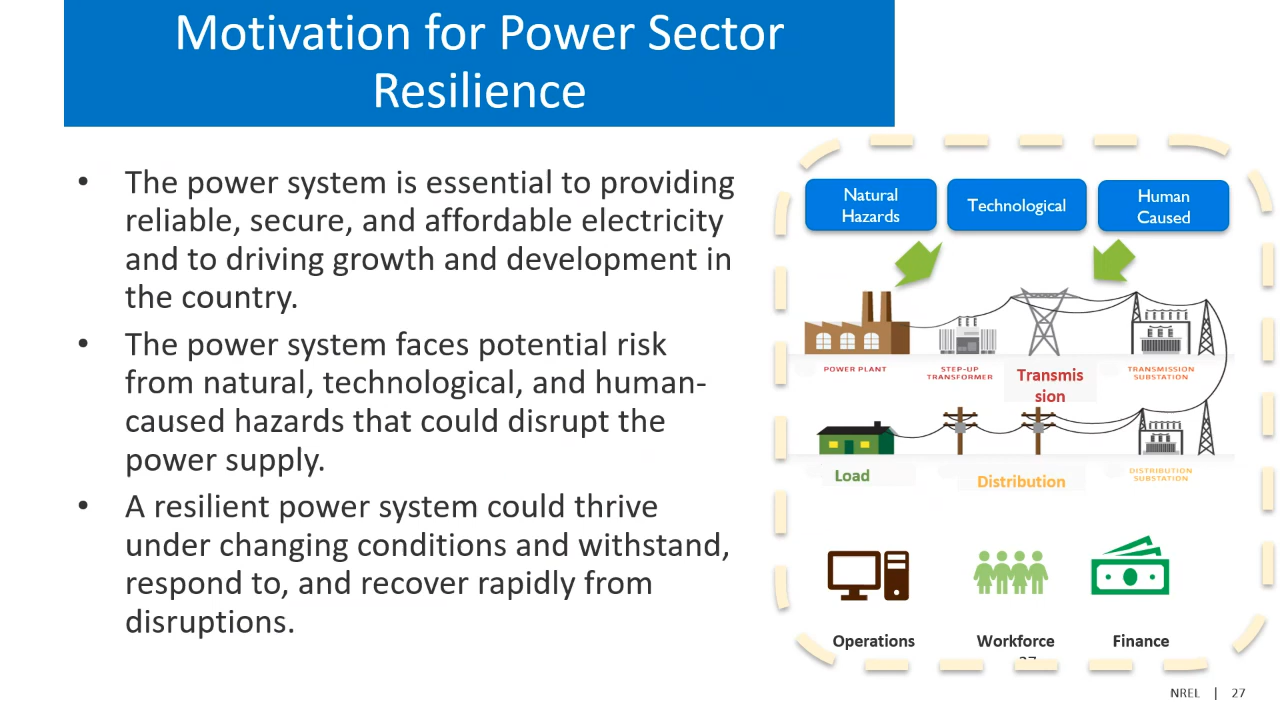 Motivation for Power Sector
Resilience
• The power system is essential to providing
reliable, secure, and affordable electricity
and to driving growth and development in
the country.
• The power system faces potential risk
from natural, technological, and human-
caused hazards that could disrupt the
power supply.
• A resilient power system could thrive
under changing conditions and withstand,
respond to, and recover rapidly from
disruptions.
Natural
Hazards
Technological
Human
Caused
POWER PLANT
STEP-UP
TRANSFORMER
Transmis
sion
TRANSMISSION
SUBSTATION
Load
Distribution
DISTRIBUTION
SUBSTATION
Operations
Workforce
Finance
27
NREL | 27